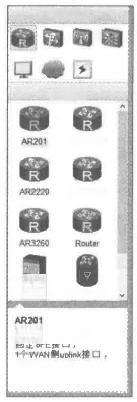 R
R
AR201
R
R
AR2220
R
R
AR3260
Router
AR201
1个WAN侧uplink接口，